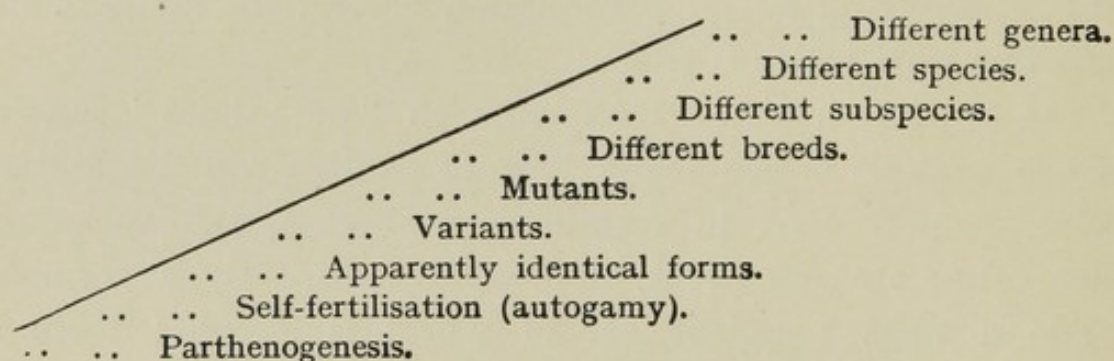 .. .. Different genera.
.. .. Different species.
.. .. Different subspecies.
.. .. Different breeds.
.. .. Mutants.
.. .. Variants.
.. .. Apparently identical forms.
.. .. Self-fertilisation (autogamy).
.. .. Parthenogenesis.